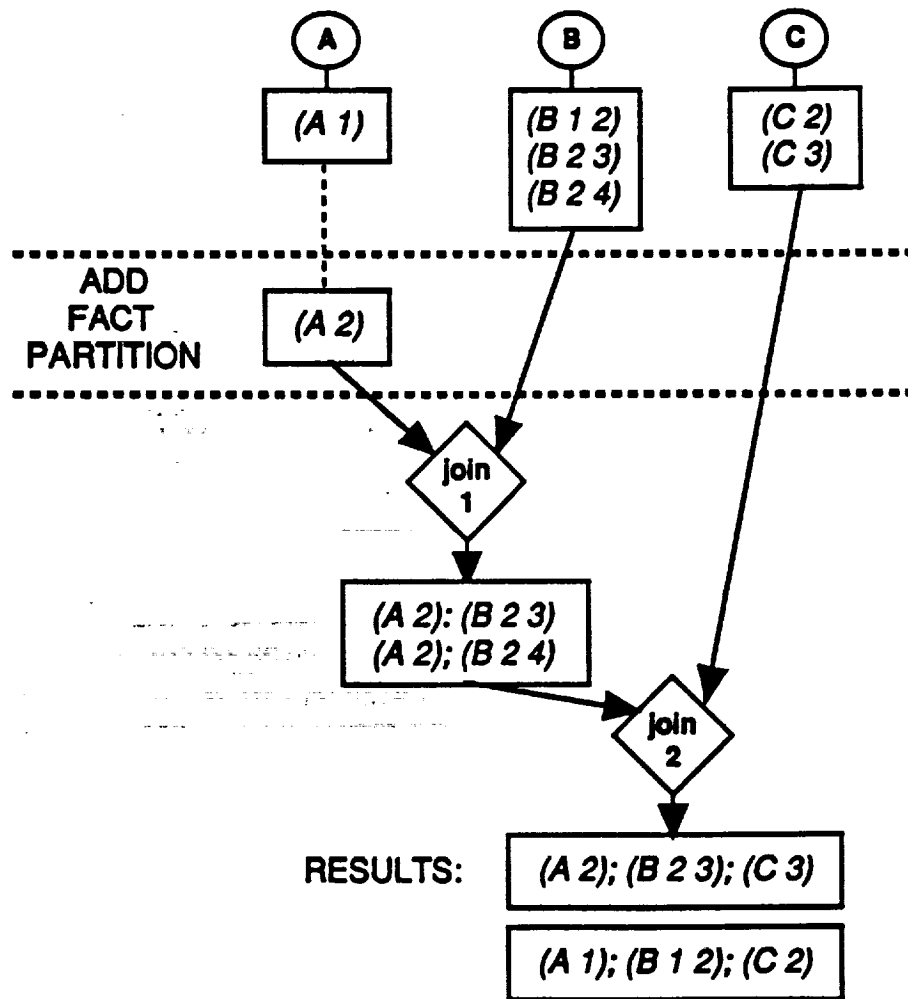 A
B
C
(A 1)
(B 1 2)
(B 2 3)
(B 2 4)
(C 2)
(C 3)
ADD
FACT
PARTITION
(A 2)
join
1
(A 2): (B 2 3)
(A 2); (B 2 4)
join
2
RESULTS:
(A 2); (B 2 3); (C 3)
(A 1); (B 1 2); (C 2)